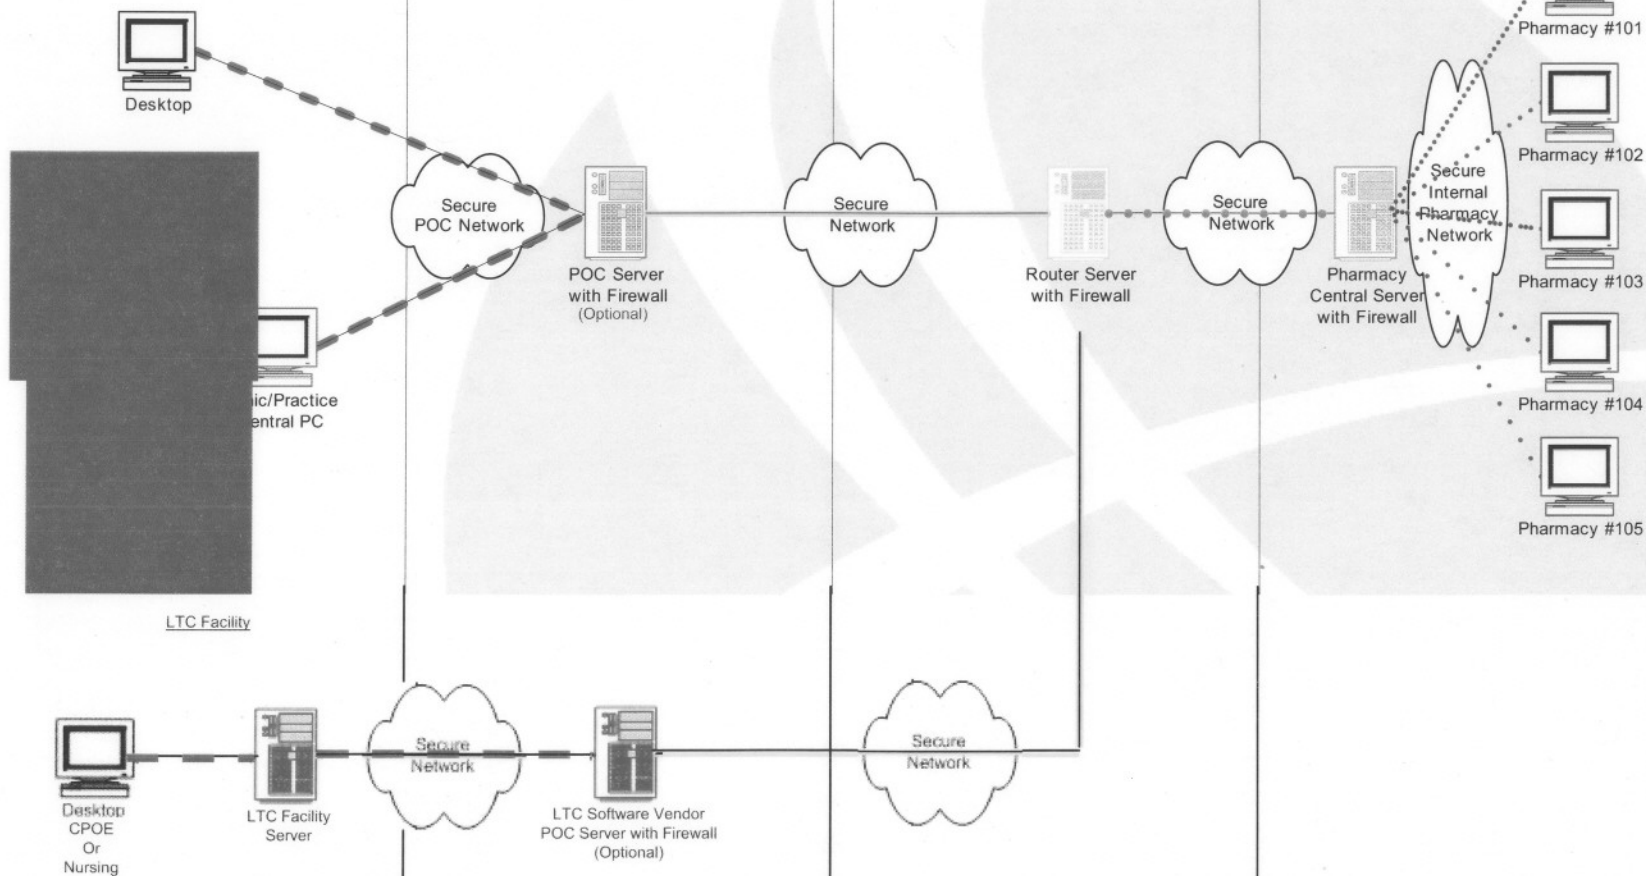 Pharmacy #101
Desktop
Pharmacy #102
Secure
POC Network
Secure
Network
Secure
Network
Secure
Internal
Pharmacy
Network
POC Server
with Firewall
(Optional)
Router Server
with Firewall
Pharmacy
Central Server
with Firewall
Pharmacy #103
ic/Practice
entral PC
Pharmacy #104
Pharmacy #105
LTC Facility
Secure
Network
Secure
Network
Desktop
CPOE
Or
Nursing
LTC Facility
Server
LTC Software Vendor
POC Server with Firewall
(Optional)